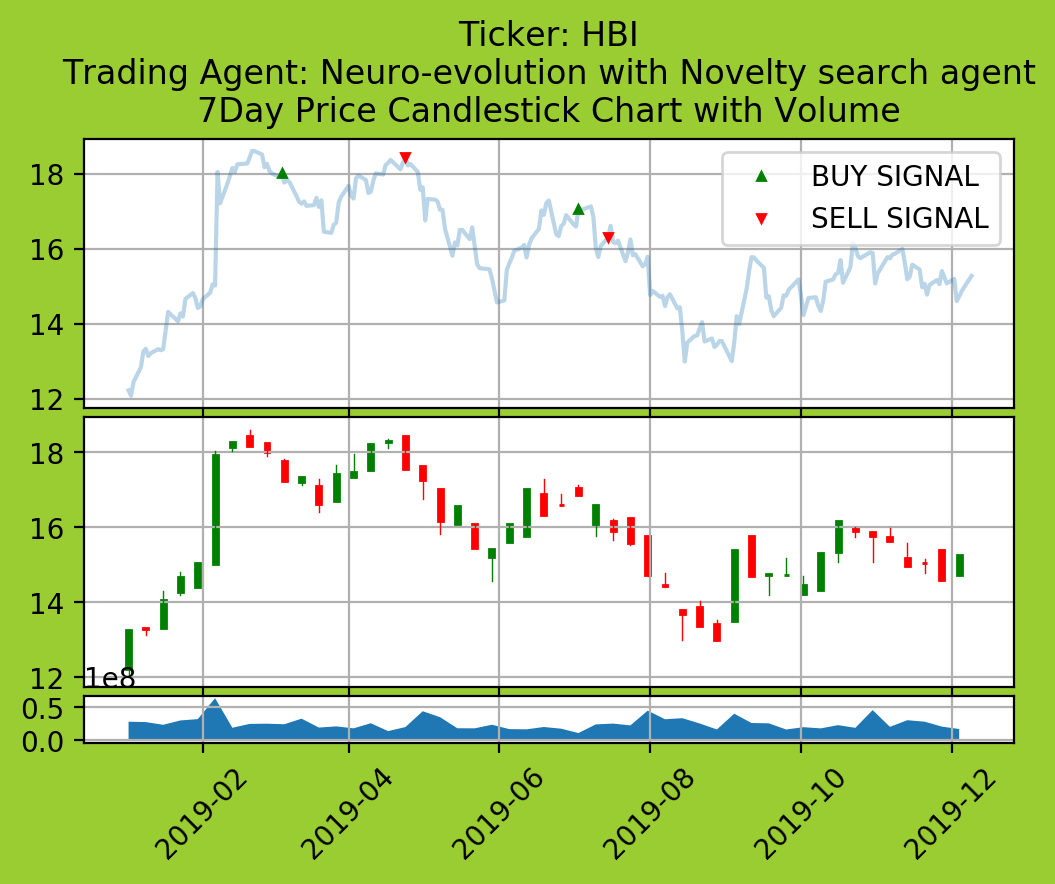 Ticker: HBI
Trading Agent: Neuro-evolution with Novelty search agent
7Day Price Candlestick Chart with Volume
18
16
14
12
BUY SIGNAL
SELL SIGNAL
18
16
14
12
1e8
0.5
0.0
2019-02
2019-04
2019-06
2019-08
2019-10
2019-12